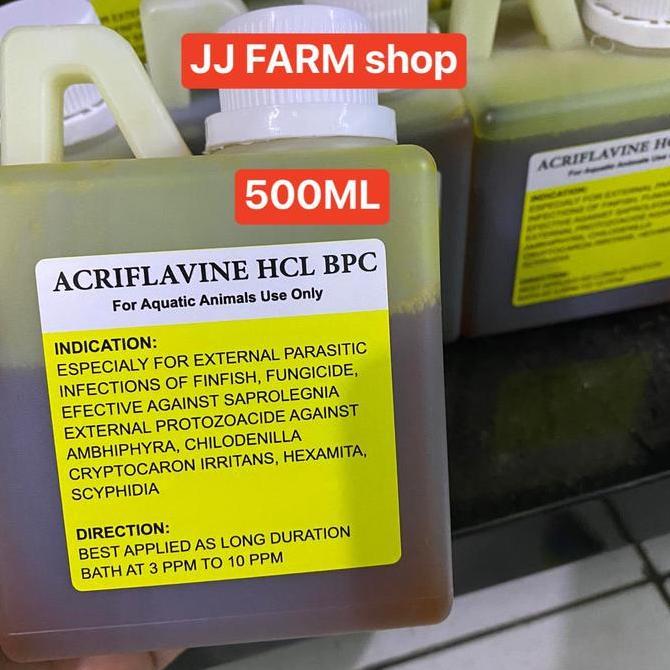 JJ FARM shop
500ML
ACRIFLAVINE HCL BPC
For Aquatic Animals Use Only
INDICATION:
ESPECIALY FOR EXTERNAL PARASITIC
INFECTIONS OF FINFISH, FUNGICIDE,
EFECTIVE AGAINST SAPROLEGNIA
EXTERNAL PROTOZOACIDE AGAINST
AMBHIPHYRA, CHILODENILLA
CRYPTOCARON IRRITANS, HEXAMITA,
SCYPHIDIA
DIRECTION:
BEST APPLIED AS LONG DURATION
BATH AT 3 PPM TO 10 PPM
ACRIFLAVINE HC
For Aquatic Animals Use
INDICATION: